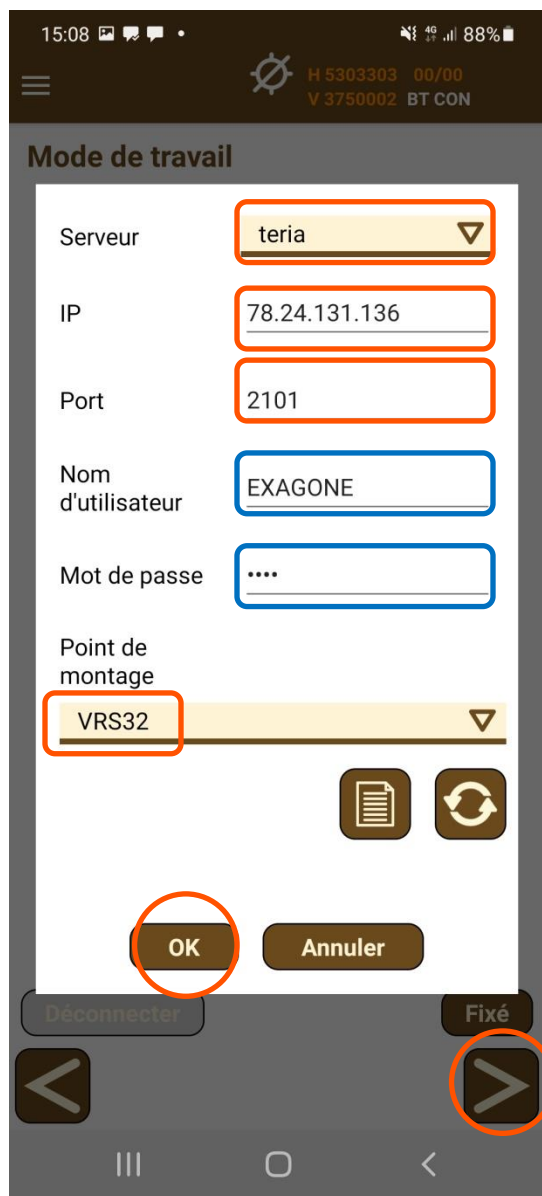 15:08 4G 88%
H 5303303 00/00
V 3750002 BT CON
Mode de travail
Serveur teria
IP 78.24.131.136
Port 2101
Nom
d'utilisateur EXAGONE
Mot de passe ••••
Point de
montage
VRS32
OK Annuler
Déconnecter Fixé